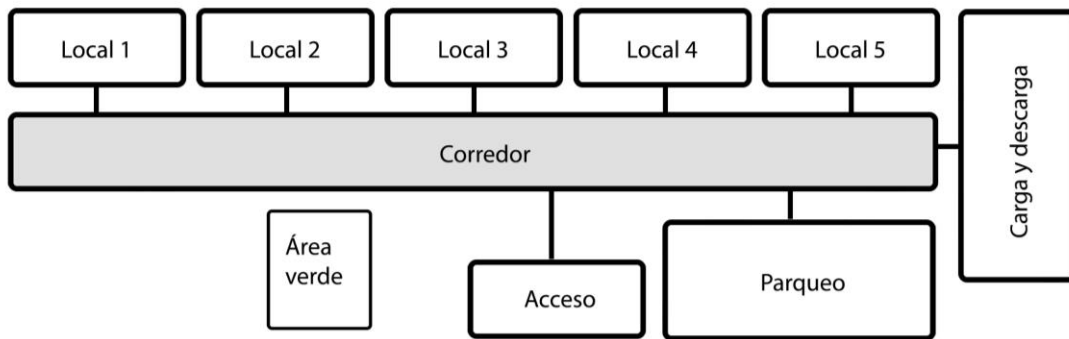 Local 1
Local 2
Local 3
Local 4
Local 5
Carga y descarga
Corredor
Área
verde
Acceso
Parqueo